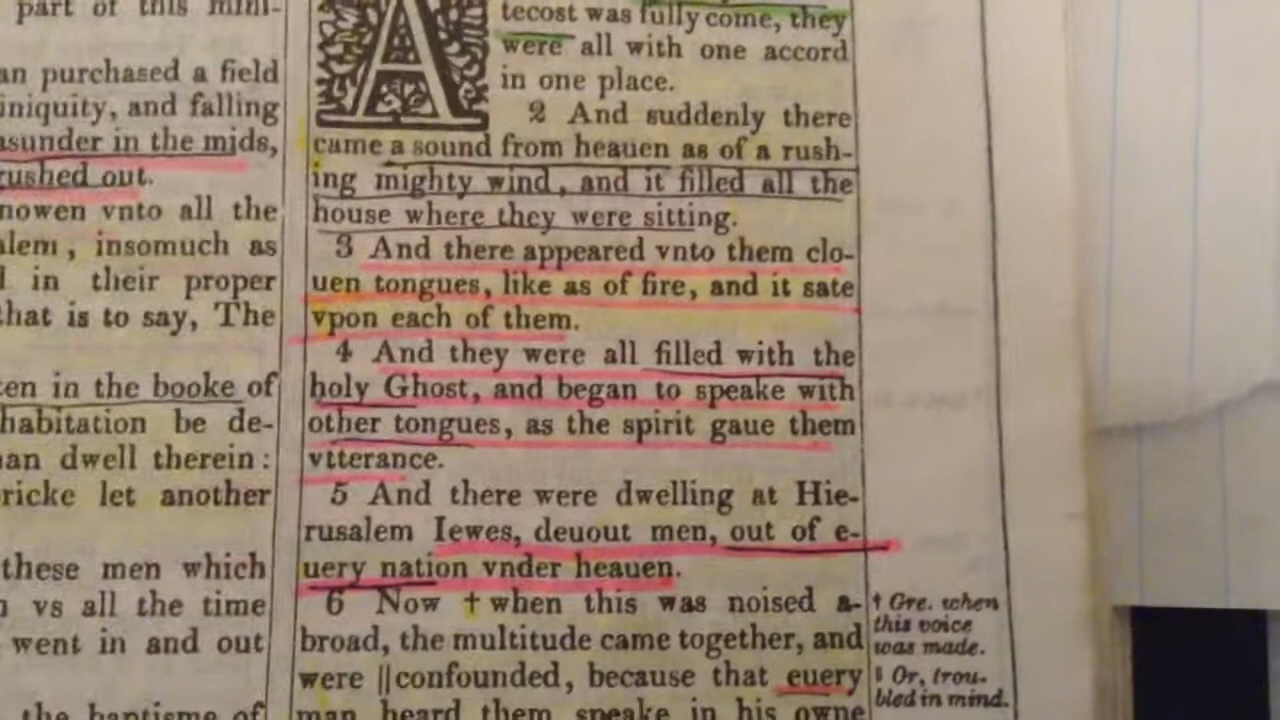 part of this mini-
an purchased a field
iniquity, and falling
asunder in the mids,
rushed out.
nowen vnto all the
alem, insomuch as
in their proper
that is to say, The
en in the booke of
habitation be de-
man dwell therein:
ricke let another
these men which
vs all the time
went in and out
the baptisme of
A
tecost was fully come, they
were all with one accord
in one place.
2 And suddenly there
came a sound from heauen as of a rush-
ing mighty wind, and it filled all the
house where they were sitting.
3 And there appeared vnto them clo-
uen tongues, like as of fire, and it sate
vpon each of them.
4 And they were all filled with the
holy Ghost, and began to speake with
other tongues, as the spirit gaue them
vtterance.
5 And there were dwelling at Hie-
rusalem Iewes, deuout men, out of e-
uery nation vnder heauen.
6 Now † when this was noised a-
broad, the multitude came together, and
were ||confounded, because that euery
man heard them speake in his owne
† Gre. when
this voice
was made.
|| Or, trou-
bled in mind.